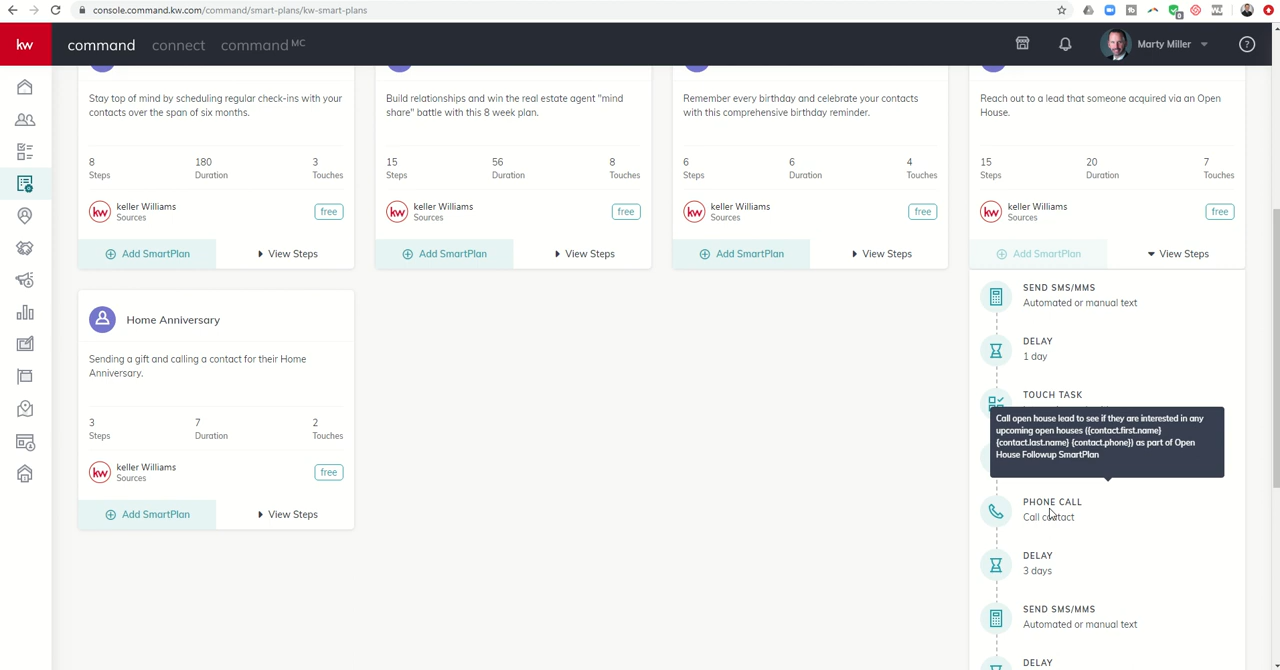 console.command.kw.com/command/smart-plans/kw-smart-plans
kw
command
connect
command MC
Marty Miller
Stay top of mind by scheduling regular check-ins with your
contacts over the span of six months.
8
180
3
Steps
Duration
Touches
keller Williams
Sources
free
Add SmartPlan
View Steps
Build relationships and win the real estate agent "mind
share" battle with this 8 week plan.
15
56
8
Steps
Duration
Touches
kw
keller Williams
Sources
free
Add SmartPlan
View Steps
Remember every birthday and celebrate your contacts
with this comprehensive birthday reminder.
6
6
4
Steps
Duration
Touches
kw
keller Williams
Sources
free
Add SmartPlan
View Steps
Reach out to a lead that someone acquired via an Open
House.
15
20
7
Steps
Duration
Touches
kw
keller Williams
Sources
free
Add SmartPlan
View Steps
SEND SMS/MMS
Automated or manual text
DELAY
1 day
TOUCH TASK
Call open house lead to see if they are interested in any
upcoming open houses ({contact.first.name}
{contact.last.name} {contact.phone}) as part of Open
House Followup SmartPlan
PHONE CALL
Call contact
DELAY
3 days
SEND SMS/MMS
Automated or manual text
DELAY
Home Anniversary
Sending a gift and calling a contact for their Home
Anniversary.
3
7
2
Steps
Duration
Touches
kw
keller Williams
Sources
free
Add SmartPlan
View Steps